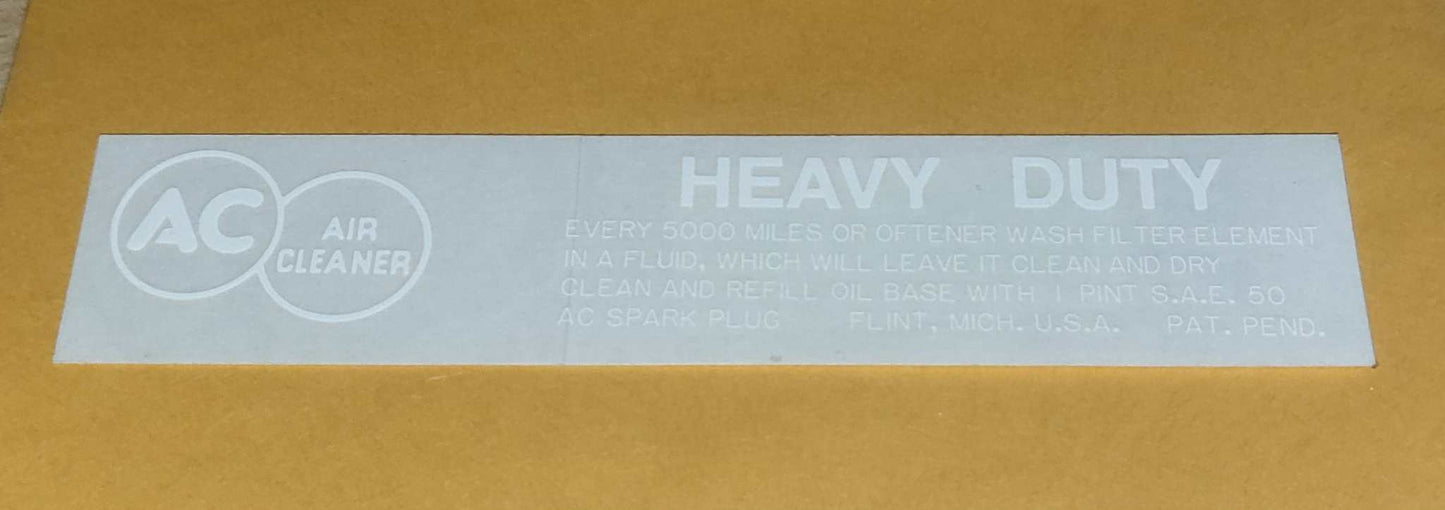 AC
AIR
CLEANER
HEAVY DUTY
EVERY 5000 MILES OR OFTENER WASH FILTER ELEMENT
IN A FLUID, WHICH WILL LEAVE IT CLEAN AND DRY
CLEAN AND REFILL OIL BASE WITH 1 PINT S.A.E. 50
AC SPARK PLUG FLINT, MICH. U.S.A. PAT. PEND.